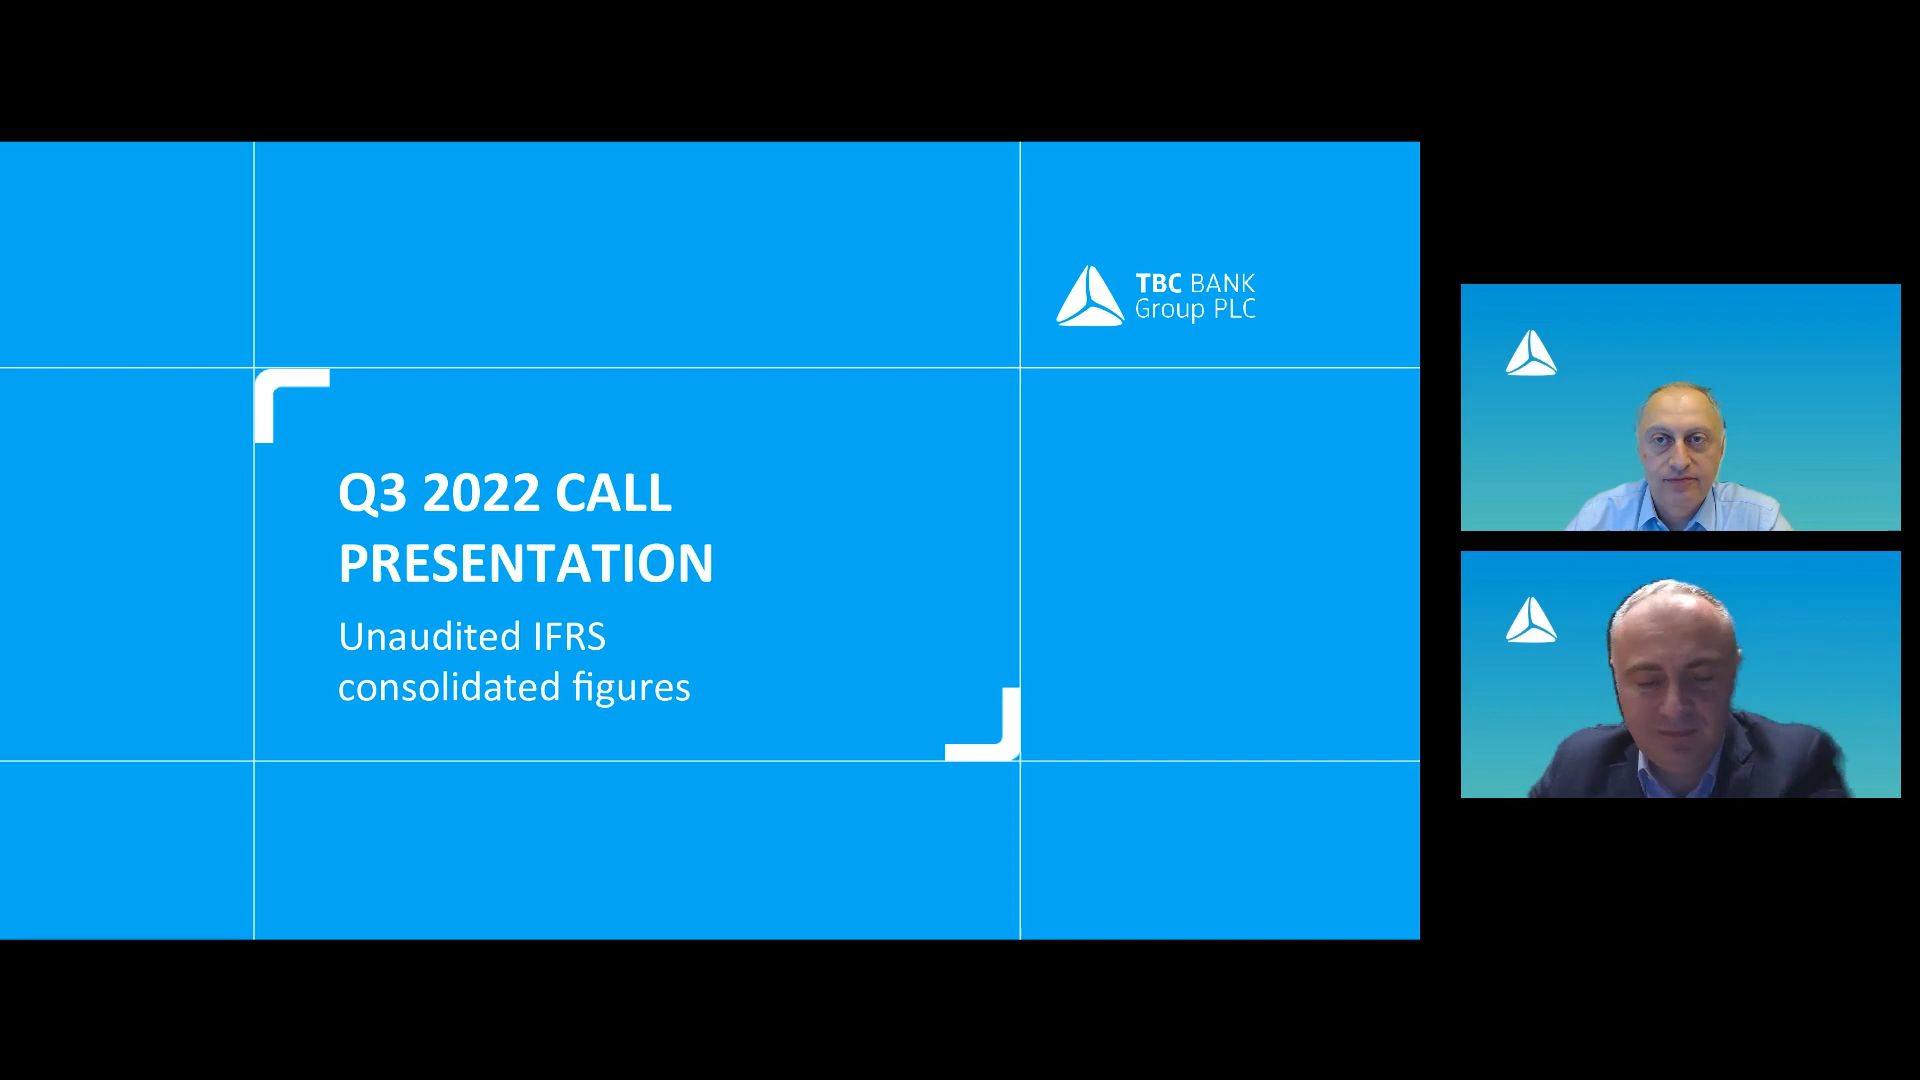 TBC BANK
Group PLC
Q3 2022 CALL
PRESENTATION
Unaudited IFRS
consolidated figures